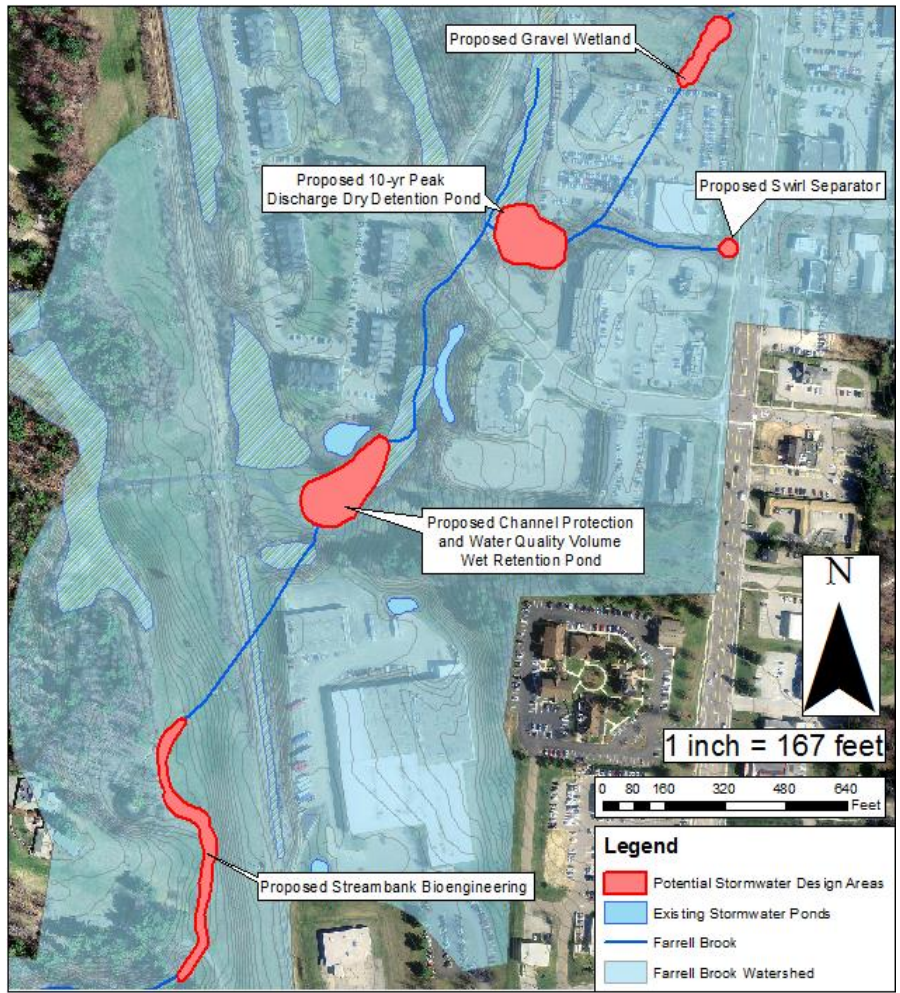 Proposed Gravel Wetland
Proposed 10-yr Peak
Discharge Dry Detention Pond
Proposed Swirl Separator
Proposed Channel Protection
and Water Quality Volume
Wet Retention Pond
N
1 inch = 167 feet
0 80 160 320 480 640
Feet
Proposed Streambank Bioengineering
Legend
Potential Stormwater Design Areas
Existing Stormwater Ponds
Farrell Brook
Farrell Brook Watershed